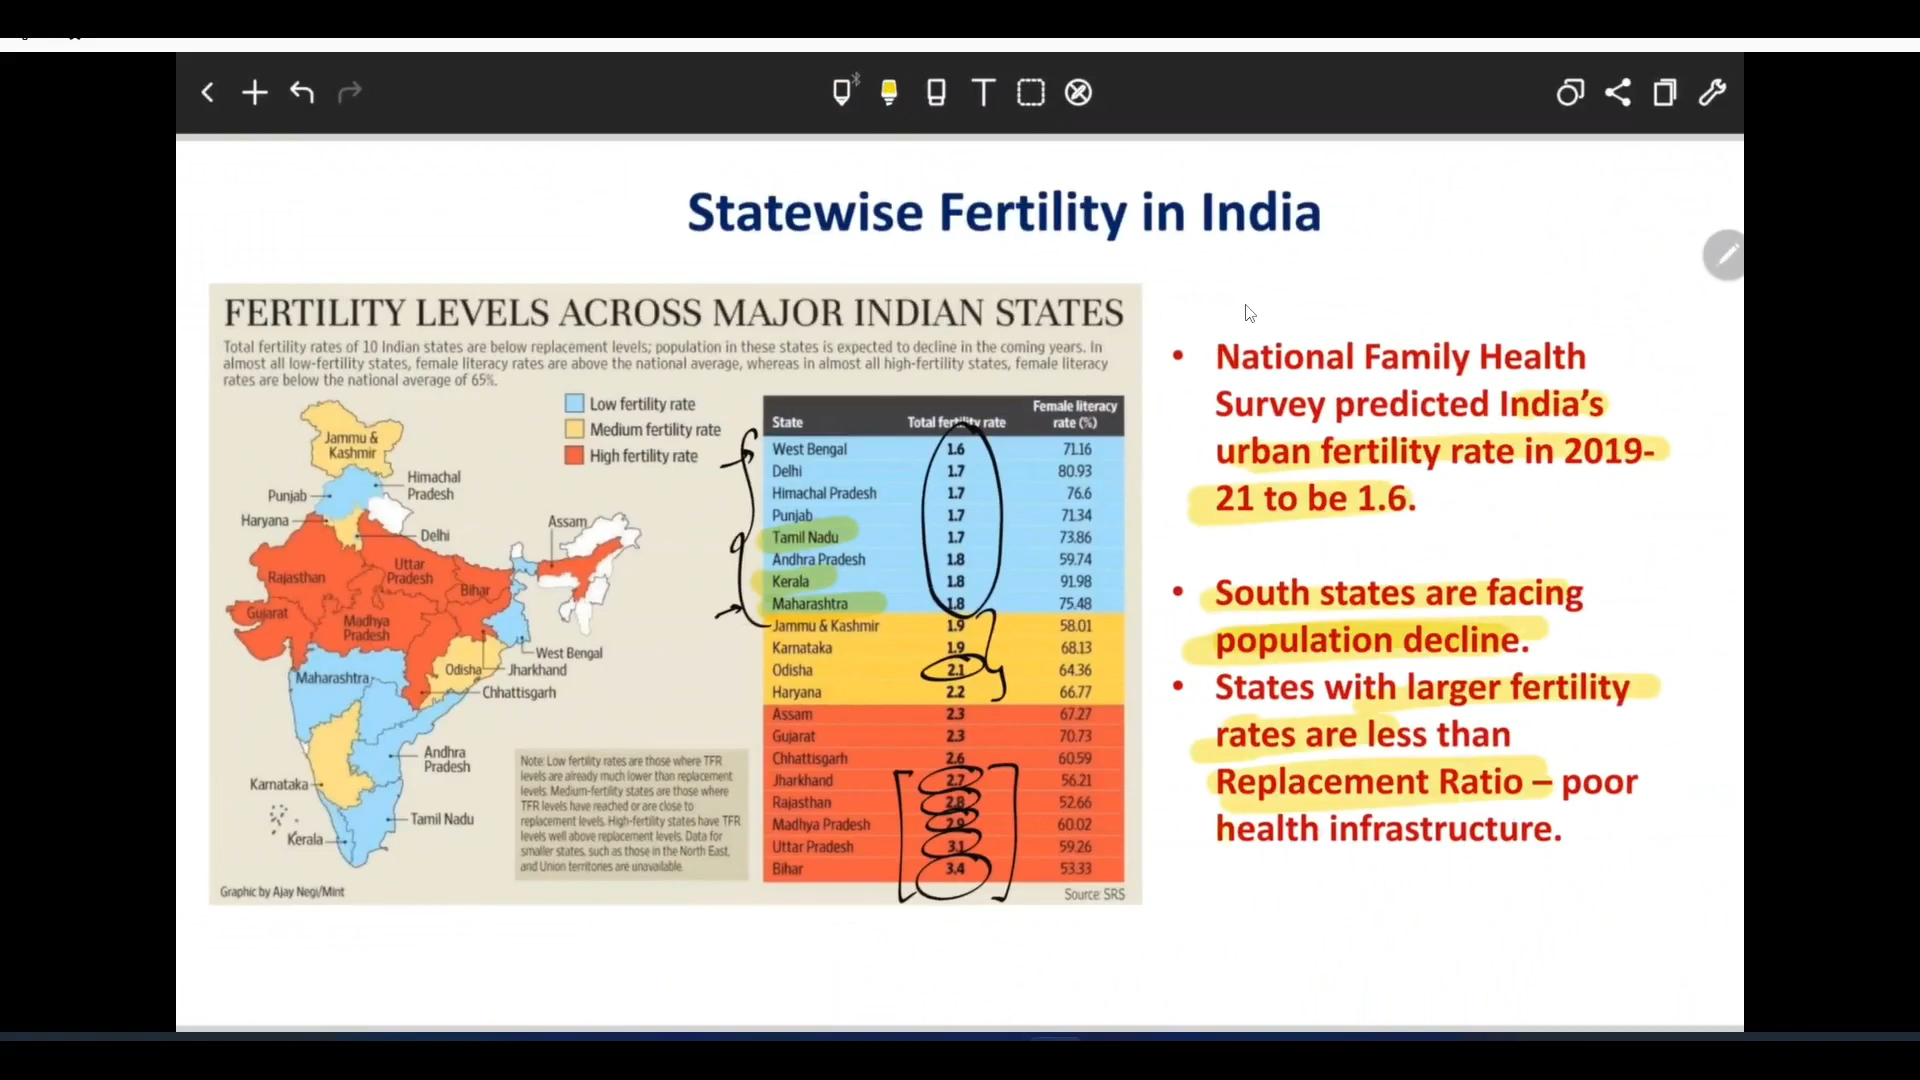 Statewise Fertility in India
FERTILITY LEVELS ACROSS MAJOR INDIAN STATES
Total fertility rates of 10 Indian states are below replacement levels; population in these states is expected to decline in the coming years. In
almost all low-fertility states, female literacy rates are above the national average, whereas in almost all high-fertility states, female literacy
rates are below the national average of 65%.
Low fertility rate
Medium fertility rate
High fertility rate
Jammu &
Kashmir
Himachal
Pradesh
Punjab
Haryana
Delhi
Assam
Rajasthan
Uttar
Pradesh
Bihar
Gujarat
Madhya
Pradesh
West Bengal
Odisha
Jharkhand
Maharashtra
Chhattisgarh
Andhra
Pradesh
Karnataka
Tamil Nadu
Kerala
Note: Low fertility rates are those where TFR
levels are already much lower than replacement
levels. Medium-fertility states are those where
TFR levels have reached or are close to
replacement levels. High-fertility states have TFR
levels well above replacement levels. Data for
smaller states, such as those in the North East,
and Union territories are unavailable.
Graphic by Ajay Negi/Mint
State Total fertility rate Female literacy
rate (%)
West Bengal 1.6 71.16
Delhi 1.7 80.93
Himachal Pradesh 1.7 76.6
Punjab 1.7 71.34
Tamil Nadu 1.7 73.86
Andhra Pradesh 1.8 59.74
Kerala 1.8 91.98
Maharashtra 1.8 75.48
Jammu & Kashmir 1.9 58.01
Karnataka 1.9 68.13
Odisha 2.1 64.36
Haryana 2.2 66.77
Assam 2.3 67.27
Gujarat 2.3 70.73
Chhattisgarh 2.6 60.59
Jharkhand 2.7 56.21
Rajasthan 2.8 52.66
Madhya Pradesh 2.9 60.02
Uttar Pradesh 3.1 59.26
Bihar 3.4 53.33
Source: SRS
• National Family Health
Survey predicted India's
urban fertility rate in 2019-
21 to be 1.6.
• South states are facing
population decline.
• States with larger fertility
rates are less than
Replacement Ratio – poor
health infrastructure.